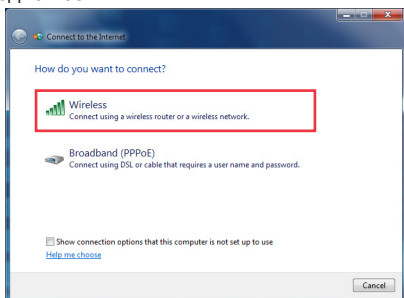 Connect to the Internet
How do you want to connect?
Wireless
Connect using a wireless router or a wireless network.
Broadband (PPPoE)
Connect using DSL or cable that requires a user name and password.
Show connection options that this computer is not set up to use
Help me choose
Cancel